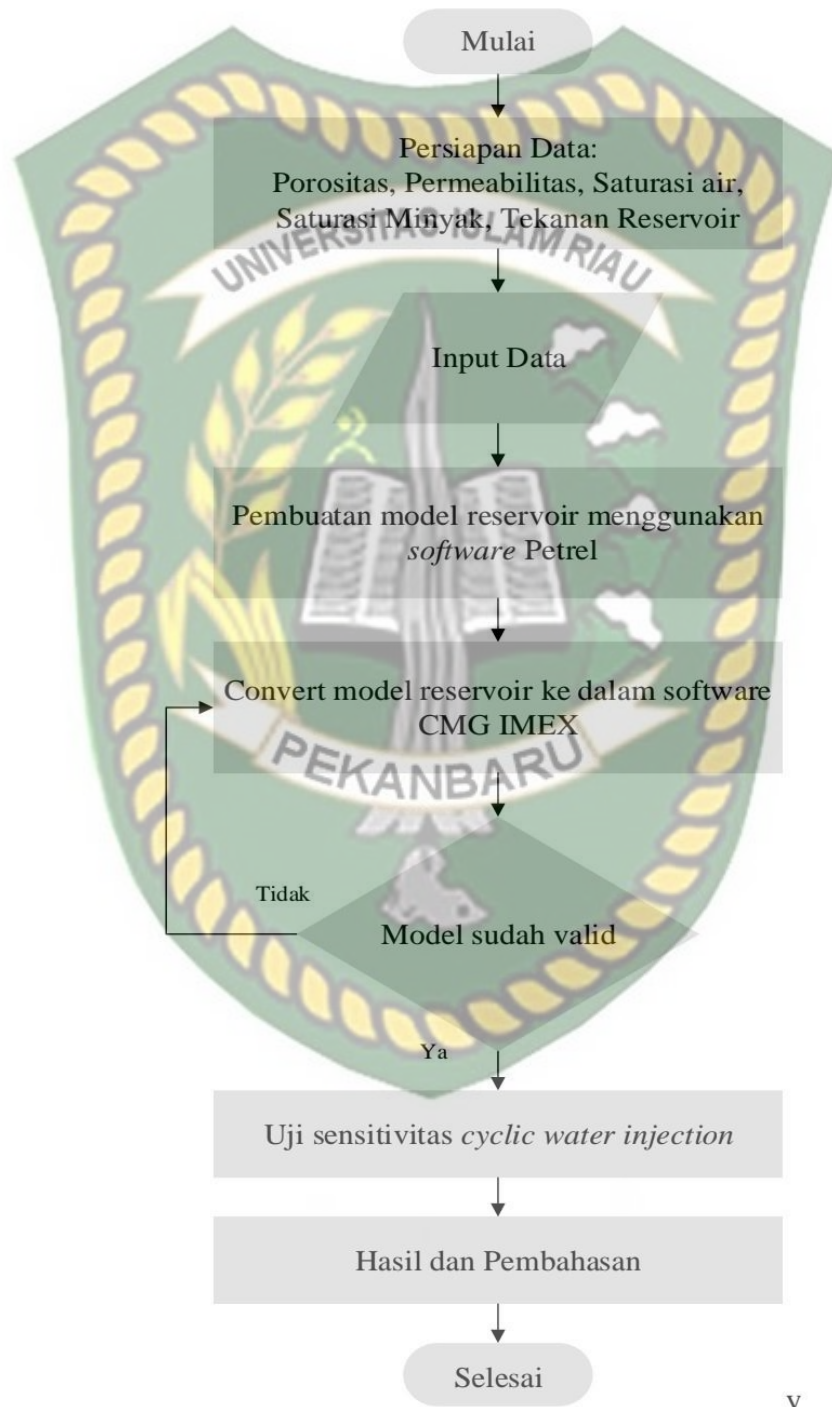 Mulai
Persiapan Data:
Porositas, Permeabilitas, Saturasi air,
Saturasi Minyak, Tekanan Reservoir
UNIVERSITAS ISLAM RIAU
Input Data
Pembuatan model reservoir menggunakan
software Petrel
Convert model reservoir ke dalam software
CMG IMEX
PEKANBARU
Tidak
Model sudah valid
Ya
Uji sensitivitas cyclic water injection
Hasil dan Pembahasan
Selesai
v